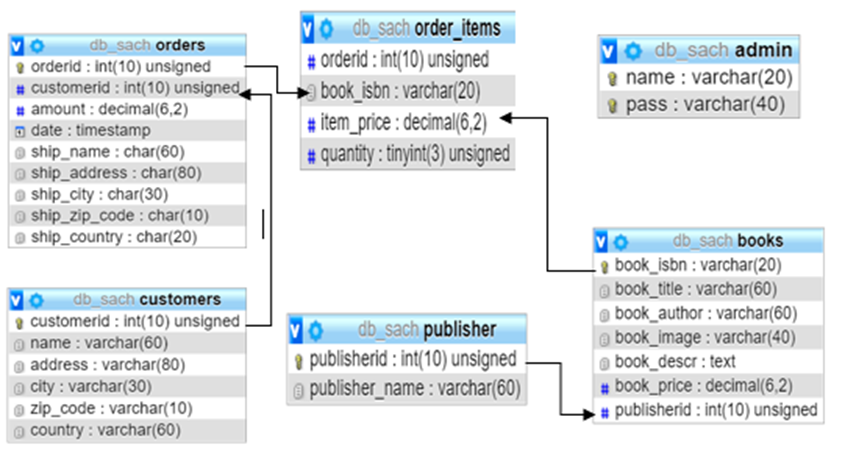 db_sach orders
orderid : int(10) unsigned
customerid : int(10) unsigned
amount : decimal(6,2)
date : timestamp
ship_name : char(60)
ship_address : char(80)
ship_city : char(30)
ship_zip_code : char(10)
ship_country : char(20)
db_sach order_items
orderid : int(10) unsigned
book_isbn : varchar(20)
item_price : decimal(6,2)
quantity : tinyint(3) unsigned
db_sach admin
name : varchar(20)
pass : varchar(40)
db_sach customers
customerid : int(10) unsigned
name : varchar(60)
address : varchar(80)
city : varchar(30)
zip_code : varchar(10)
country : varchar(60)
db_sach publisher
publisherid : int(10) unsigned
publisher_name : varchar(60)
db_sach books
book_isbn : varchar(20)
book_title : varchar(60)
book_author : varchar(60)
book_image : varchar(40)
book_descr : text
book_price : decimal(6,2)
publisherid : int(10) unsigned